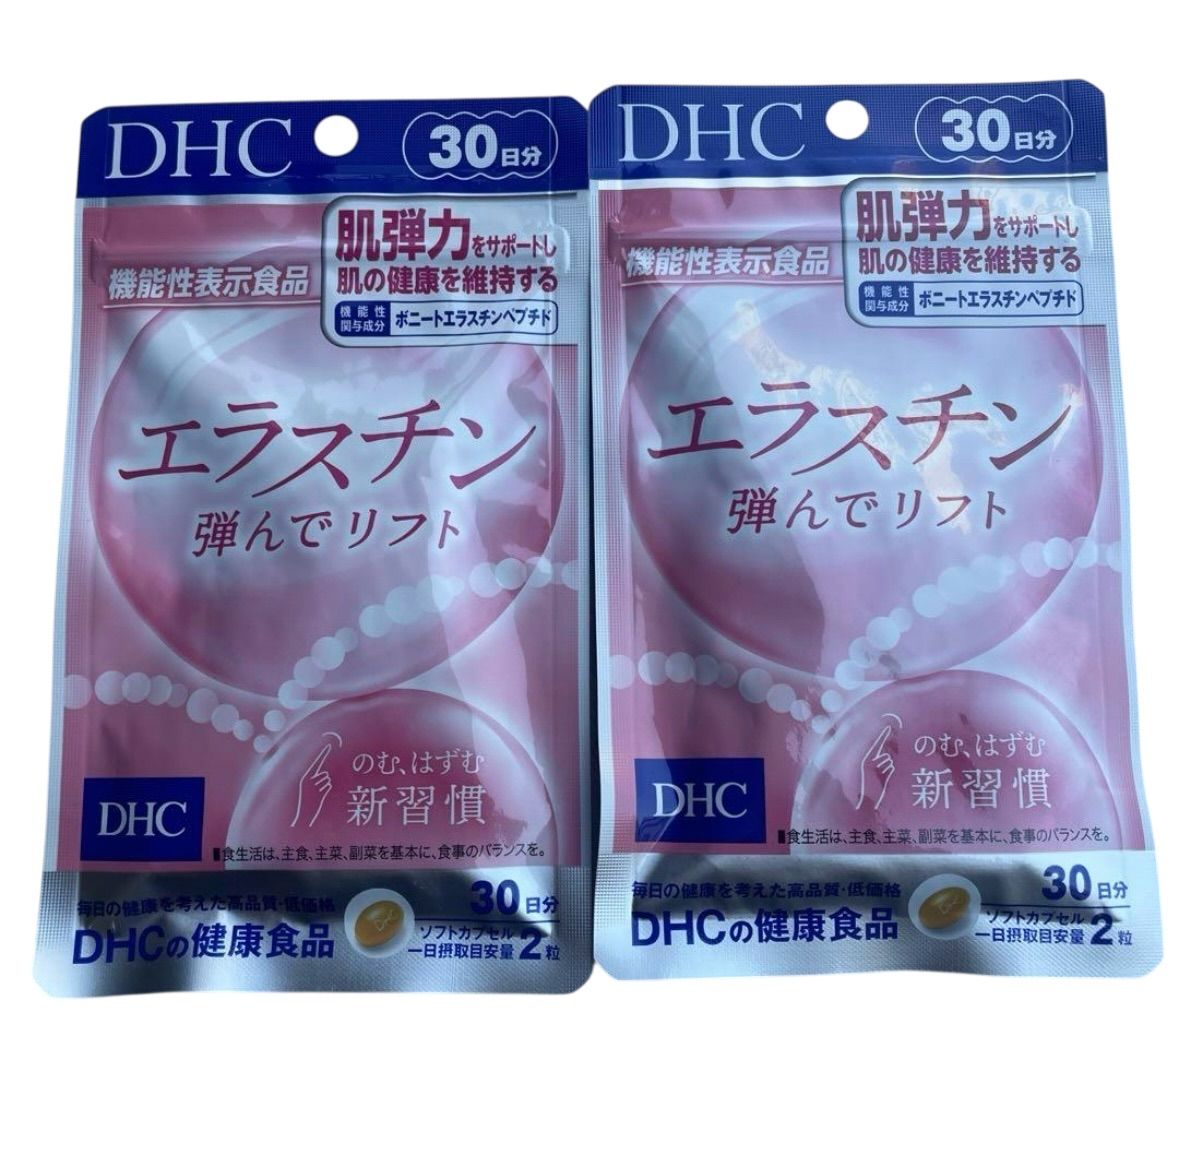 DHC
30日分
肌弾力をサポートし
肌の健康を維持する
機能性表示食品
機能性
関与成分
ボニートエラスチンペプチド
エラスチン
弾んでリフト
のむ、はずむ
新習慣
DHC
■食生活は、主食、主菜、副菜を基本に、食事のバランスを。
毎日の健康を考えた高品質・低価格
DHCの健康食品
30日分
ソフトカプセル
一日摂取目安量2粒
DHC
30日分
肌弾力をサポートし
肌の健康を維持する
機能性表示食品
機能性
関与成分
ボニートエラスチンペプチド
エラスチン
弾んでリフト
のむ、はずむ
新習慣
DHC
■食生活は、主食、主菜、副菜を基本に、食事のバランスを。
毎日の健康を考えた高品質・低価格
DHCの健康食品
30日分
ソフトカプセル
一日摂取目安量2粒